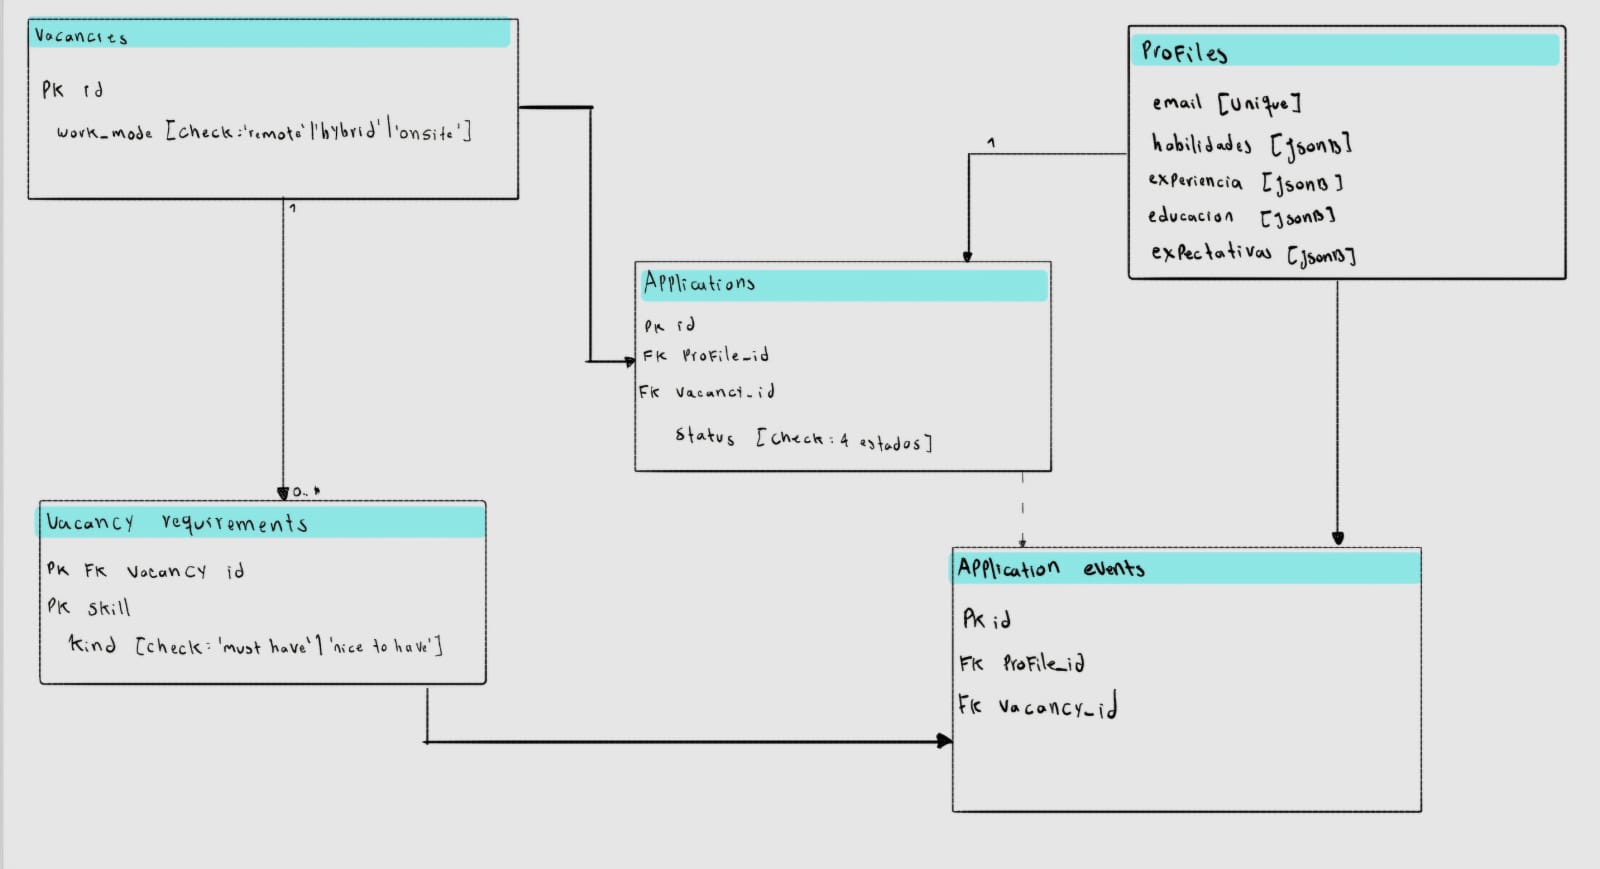 Vacancies
PK id
work_mode [check:'remote'|'hybrid'|'onsite']
1
Profiles
email [Unique]
habilidades [jsonB]
experiencia [jsonB]
educacion [jsonB]
expectativas [jsonB]
1
Applications
PK id
FK Profile_id
FK vacancy_id
Status [check: 4 estados]
0..*
Vacancy requirements
PK FK vacancy id
PK skill
kind [check: 'must have'|'nice to have']
Application events
PK id
FK Profile_id
FK vacancy_id